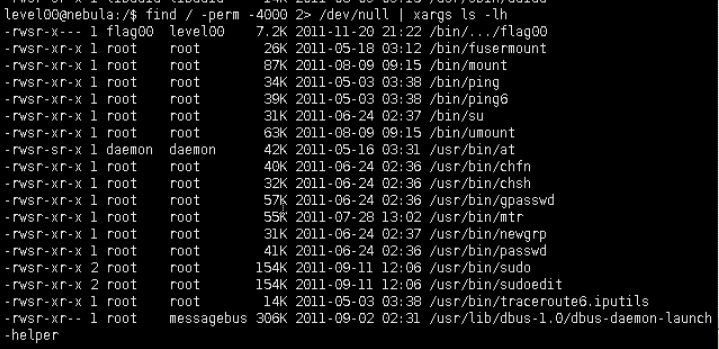 level00@nebula:/$ find / -perm -4000 2> /dev/null | xargs ls -lh
-rwsr-x--- 1 flag00 level00 7.2K 2011-11-20 21:22 /bin/.../flag00
-rwsr-xr-x 1 root root 26K 2011-05-18 03:12 /bin/fusermount
-rwsr-xr-x 1 root root 87K 2011-08-09 09:15 /bin/mount
-rwsr-xr-x 1 root root 34K 2011-05-03 03:38 /bin/ping
-rwsr-xr-x 1 root root 39K 2011-05-03 03:38 /bin/ping6
-rwsr-xr-x 1 root root 31K 2011-06-24 02:37 /bin/su
-rwsr-xr-x 1 root root 63K 2011-08-09 09:15 /bin/umount
-rwsr-sr-x 1 daemon daemon 42K 2011-05-16 03:31 /usr/bin/at
-rwsr-xr-x 1 root root 40K 2011-06-24 02:36 /usr/bin/chfn
-rwsr-xr-x 1 root root 32K 2011-06-24 02:36 /usr/bin/chsh
-rwsr-xr-x 1 root root 57K 2011-06-24 02:36 /usr/bin/gpasswd
-rwsr-xr-x 1 root root 55K 2011-07-28 13:02 /usr/bin/mtr
-rwsr-xr-x 1 root root 31K 2011-06-24 02:37 /usr/bin/newgrp
-rwsr-xr-x 1 root root 41K 2011-06-24 02:36 /usr/bin/passwd
-rwsr-xr-x 2 root root 154K 2011-09-11 12:06 /usr/bin/sudo
-rwsr-xr-x 2 root root 154K 2011-09-11 12:06 /usr/bin/sudoedit
-rwsr-xr-x 1 root root 14K 2011-05-03 03:38 /usr/bin/traceroute6.iputils
-rwsr-xr-- 1 root messagebus 306K 2011-09-02 02:31 /usr/lib/dbus-1.0/dbus-daemon-launch
-helper